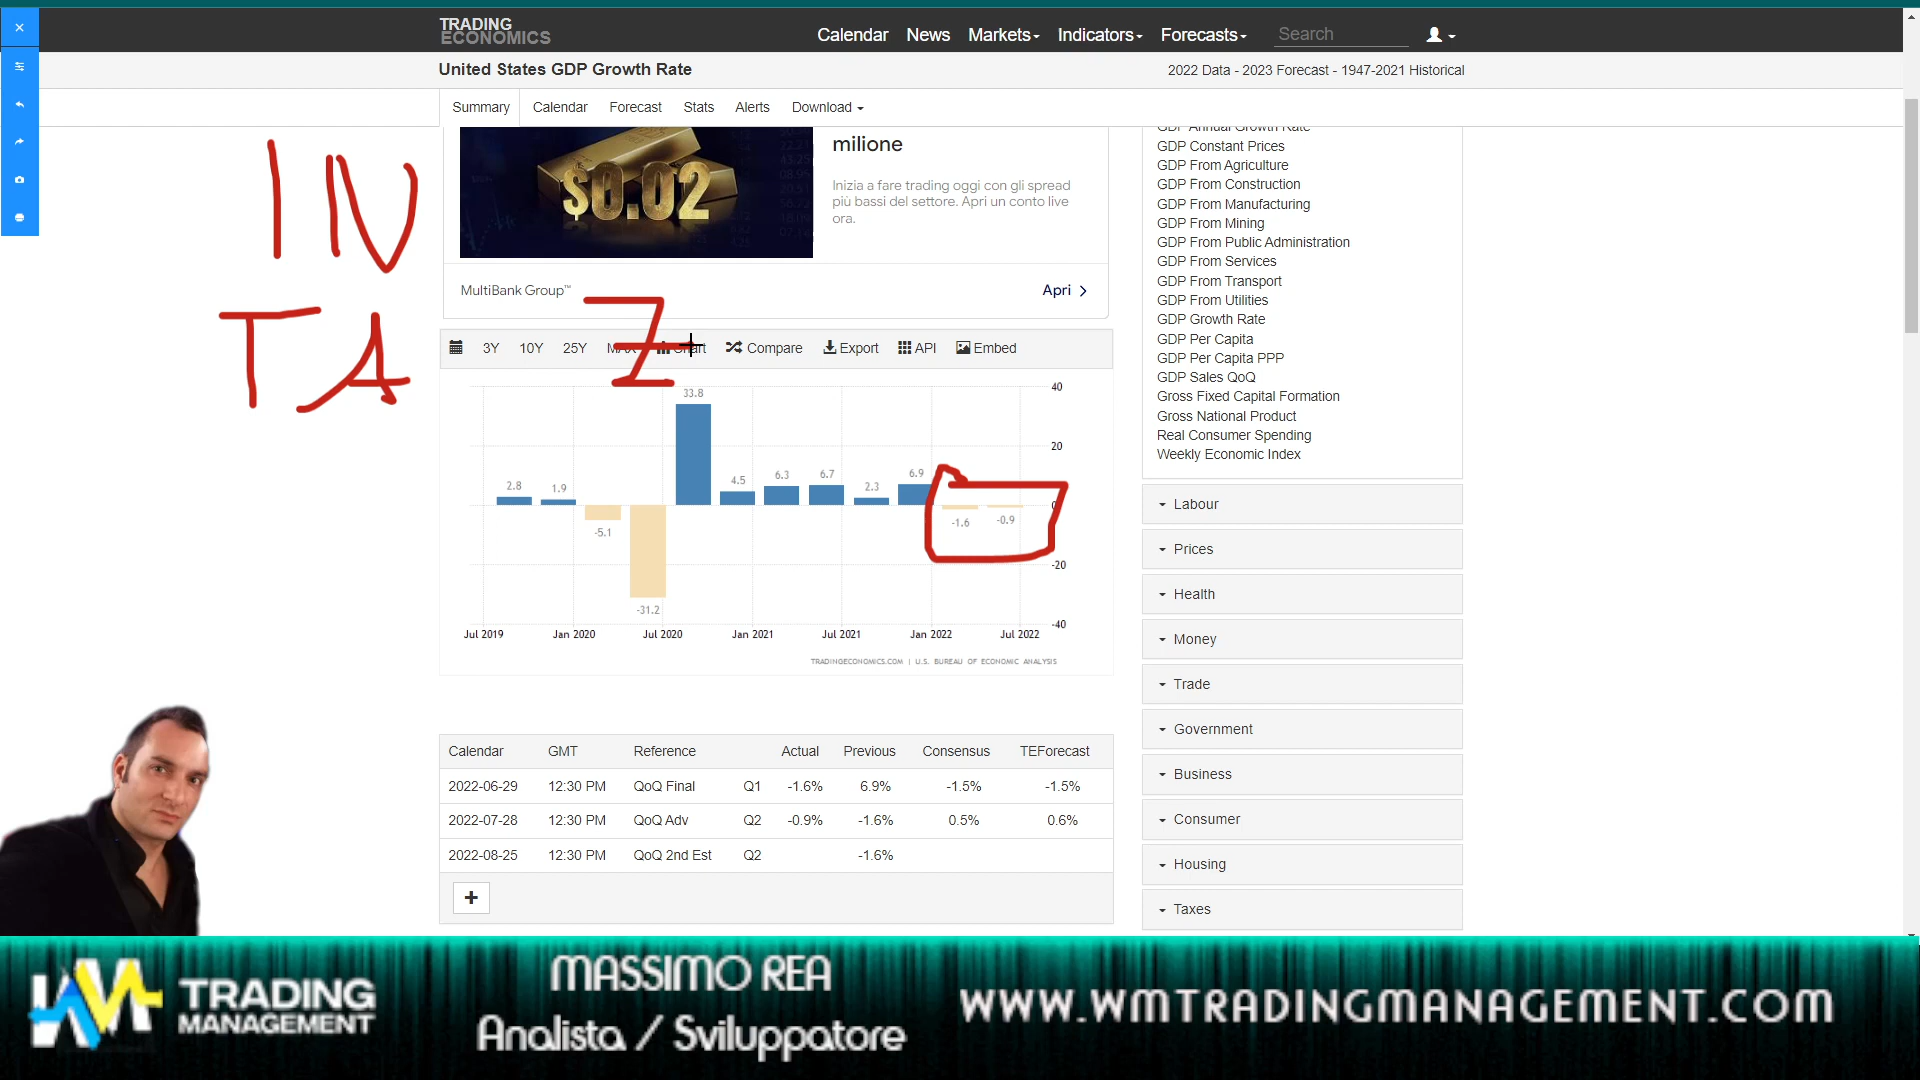 TRADING
ECONOMICS
Calendar News Markets Indicators Forecasts Search
United States GDP Growth Rate
2022 Data - 2023 Forecast - 1947-2021 Historical
Summary Calendar Forecast Stats Alerts Download
IN
TA
Z
$0.02
milione
Inizia a fare trading oggi con gli spread
più bassi del settore. Apri un conto live
ora.
MultiBank Group™
Apri
3Y 10Y 25Y MAX Chart Compare Export API Embed
40
20
0
-20
-40
2.8
1.9
-5.1
-31.2
33.8
4.5
6.3
6.7
2.3
6.9
-1.6
-0.9
Jul 2019 Jan 2020 Jul 2020 Jan 2021 Jul 2021 Jan 2022 Jul 2022
TRADINGECONOMICS.COM | U.S. BUREAU OF ECONOMIC ANALYSIS
Calendar GMT Reference Actual Previous Consensus TEForecast
2022-06-29 12:30 PM QoQ Final Q1 -1.6% 6.9% -1.5% -1.5%
2022-07-28 12:30 PM QoQ Adv Q2 -0.9% -1.6% 0.5% 0.6%
2022-08-25 12:30 PM QoQ 2nd Est Q2 -1.6%
+
GDP Annual Growth Rate
GDP Constant Prices
GDP From Agriculture
GDP From Construction
GDP From Manufacturing
GDP From Mining
GDP From Public Administration
GDP From Services
GDP From Transport
GDP From Utilities
GDP Growth Rate
GDP Per Capita
GDP Per Capita PPP
GDP Sales QoQ
Gross Fixed Capital Formation
Gross National Product
Real Consumer Spending
Weekly Economic Index
Labour
Prices
Health
Money
Trade
Government
Business
Consumer
Housing
Taxes
TRADING
MANAGEMENT
MASSIMO REA
Analista / Sviluppatore
WWW.WMTRADINGMANAGEMENT.COM